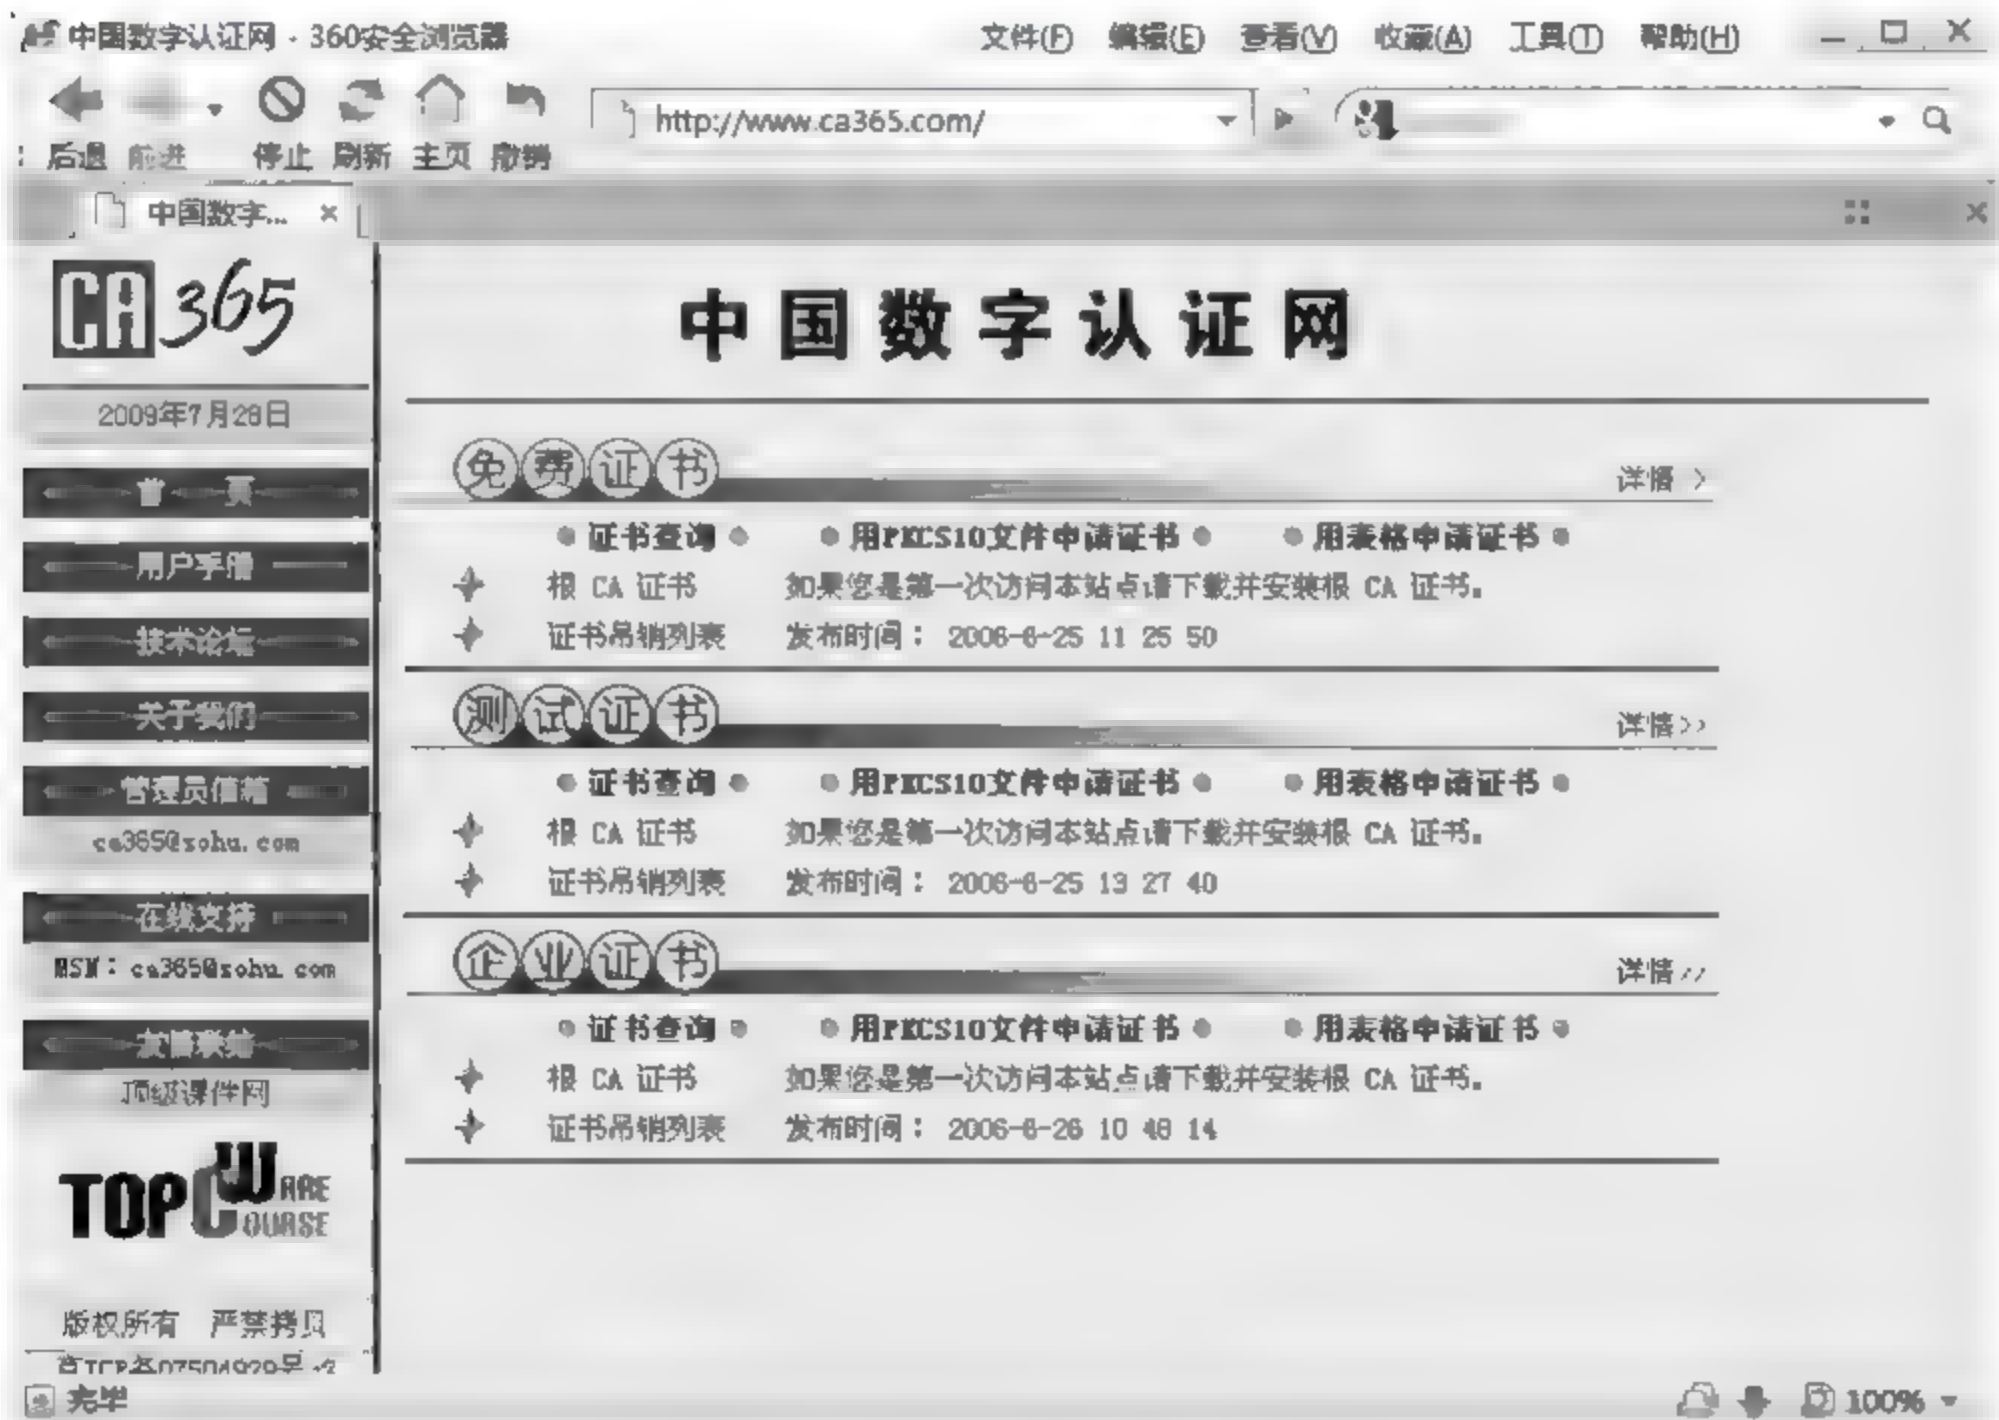 中国数字认证网 - 360安全浏览器 文件(F) 编辑(E) 查看(V) 收藏(A) 工具(T) 帮助(H)
http://www.ca365.com/
后退 前进 停止 刷新 主页 撤销
中国数字...
CA 365
中国数字认证网
2009年7月28日
首 页
用户手册
技术论坛
关于我们
管理员信箱
ca365@sohu.com
在线支持
MSN：ca365@sohu.com
友情联结
顶级课件网
TOPCWARE
COURSE
版权所有 严禁拷贝
免费证书 详情 >
证书查询 用PKCS10文件申请证书 用表格申请证书
根 CA 证书 如果您是第一次访问本站点请下载并安装根 CA 证书。
证书吊销列表 发布时间： 2006-6-25 11 25 50
测试证书 详情>>
证书查询 用PKCS10文件申请证书 用表格申请证书
根 CA 证书 如果您是第一次访问本站点请下载并安装根 CA 证书。
证书吊销列表 发布时间： 2006-6-25 13 27 40
企业证书 详情>>
证书查询 用PKCS10文件申请证书 用表格申请证书
根 CA 证书 如果您是第一次访问本站点请下载并安装根 CA 证书。
证书吊销列表 发布时间： 2006-6-26 10 48 14
完毕 100%